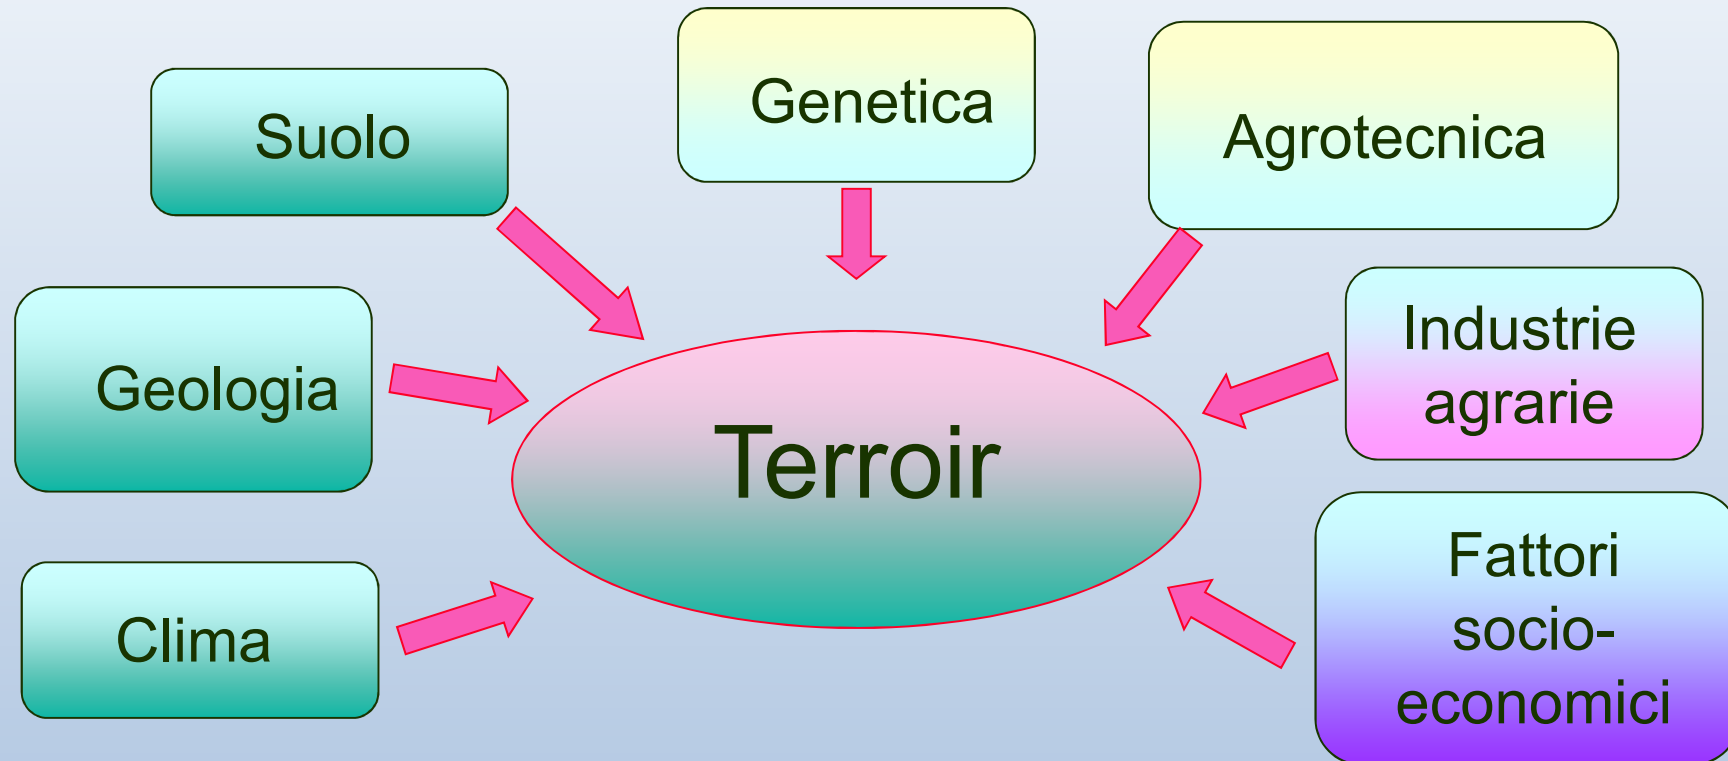 Genetica
Suolo
Agrotecnica
Industrie
agrarie
Geologia
Terroir
Fattori
socio-
economici
Clima